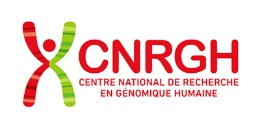 CNRGH
CENTRE NATIONAL DE RECHERCHE
EN GÉNOMIQUE HUMAINE